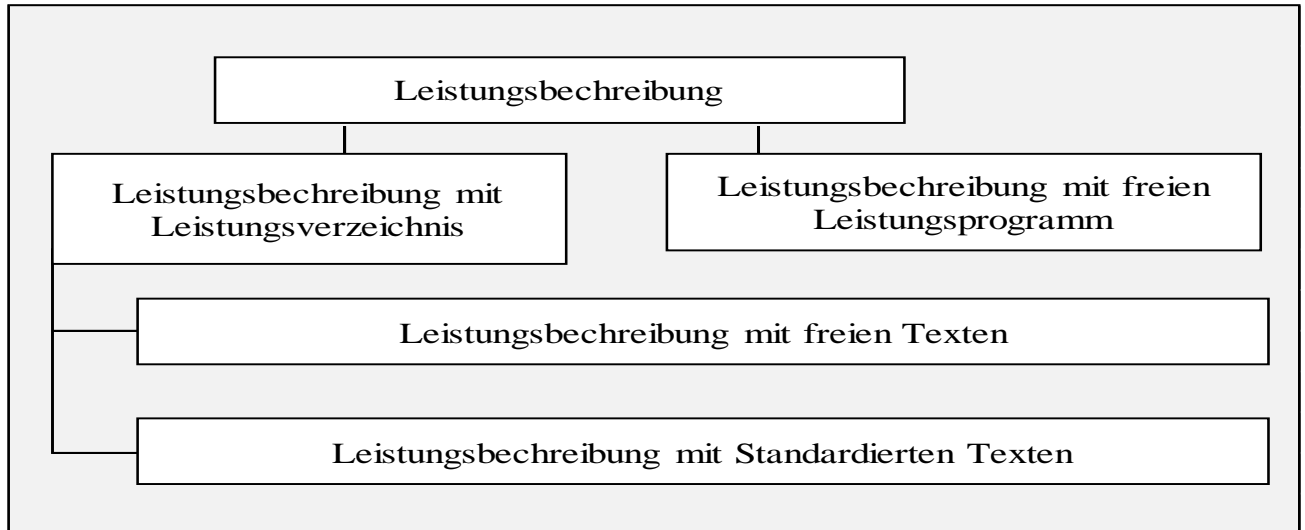 Leistungsbechreibung
Leistungsbechreibung mit
Leistungsverzeichnis
Leistungsbechreibung mit freien
Leistungsprogramm
Leistungsbechreibung mit freien Texten
Leistungsbechreibung mit Standardierten Texten